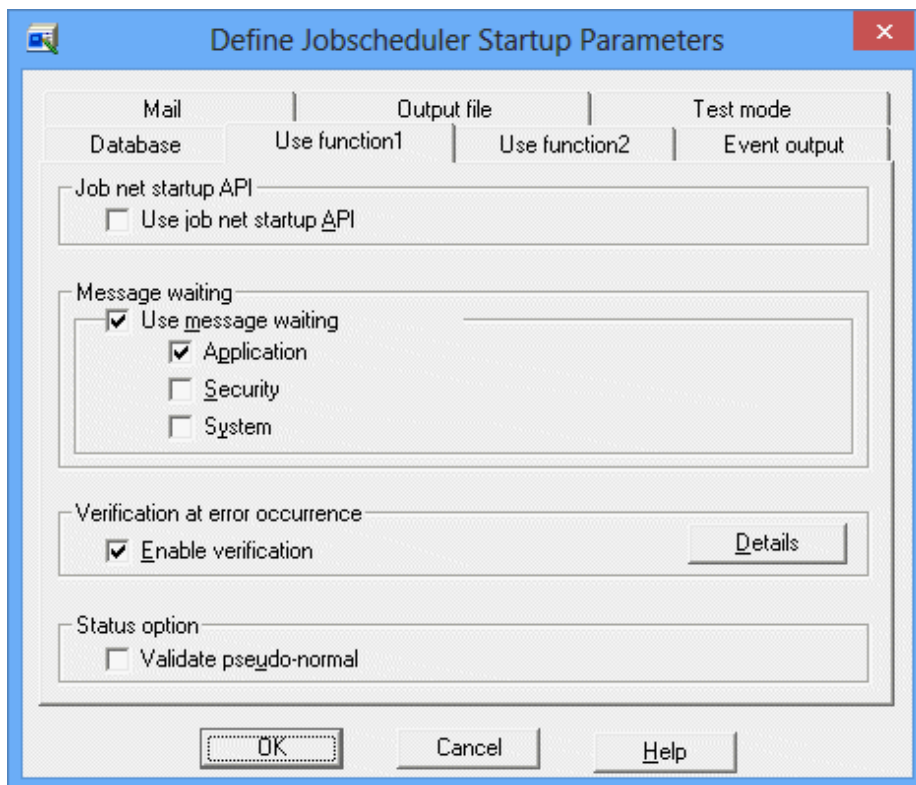 Define Jobscheduler Startup Parameters
Mail Output file Test mode
Database Use function1 Use function2 Event output
Job net startup API
Use job net startup API
Message waiting
Use message waiting
Application
Security
System
Verification at error occurrence
Enable verification Details
Status option
Validate pseudo-normal
OK Cancel Help